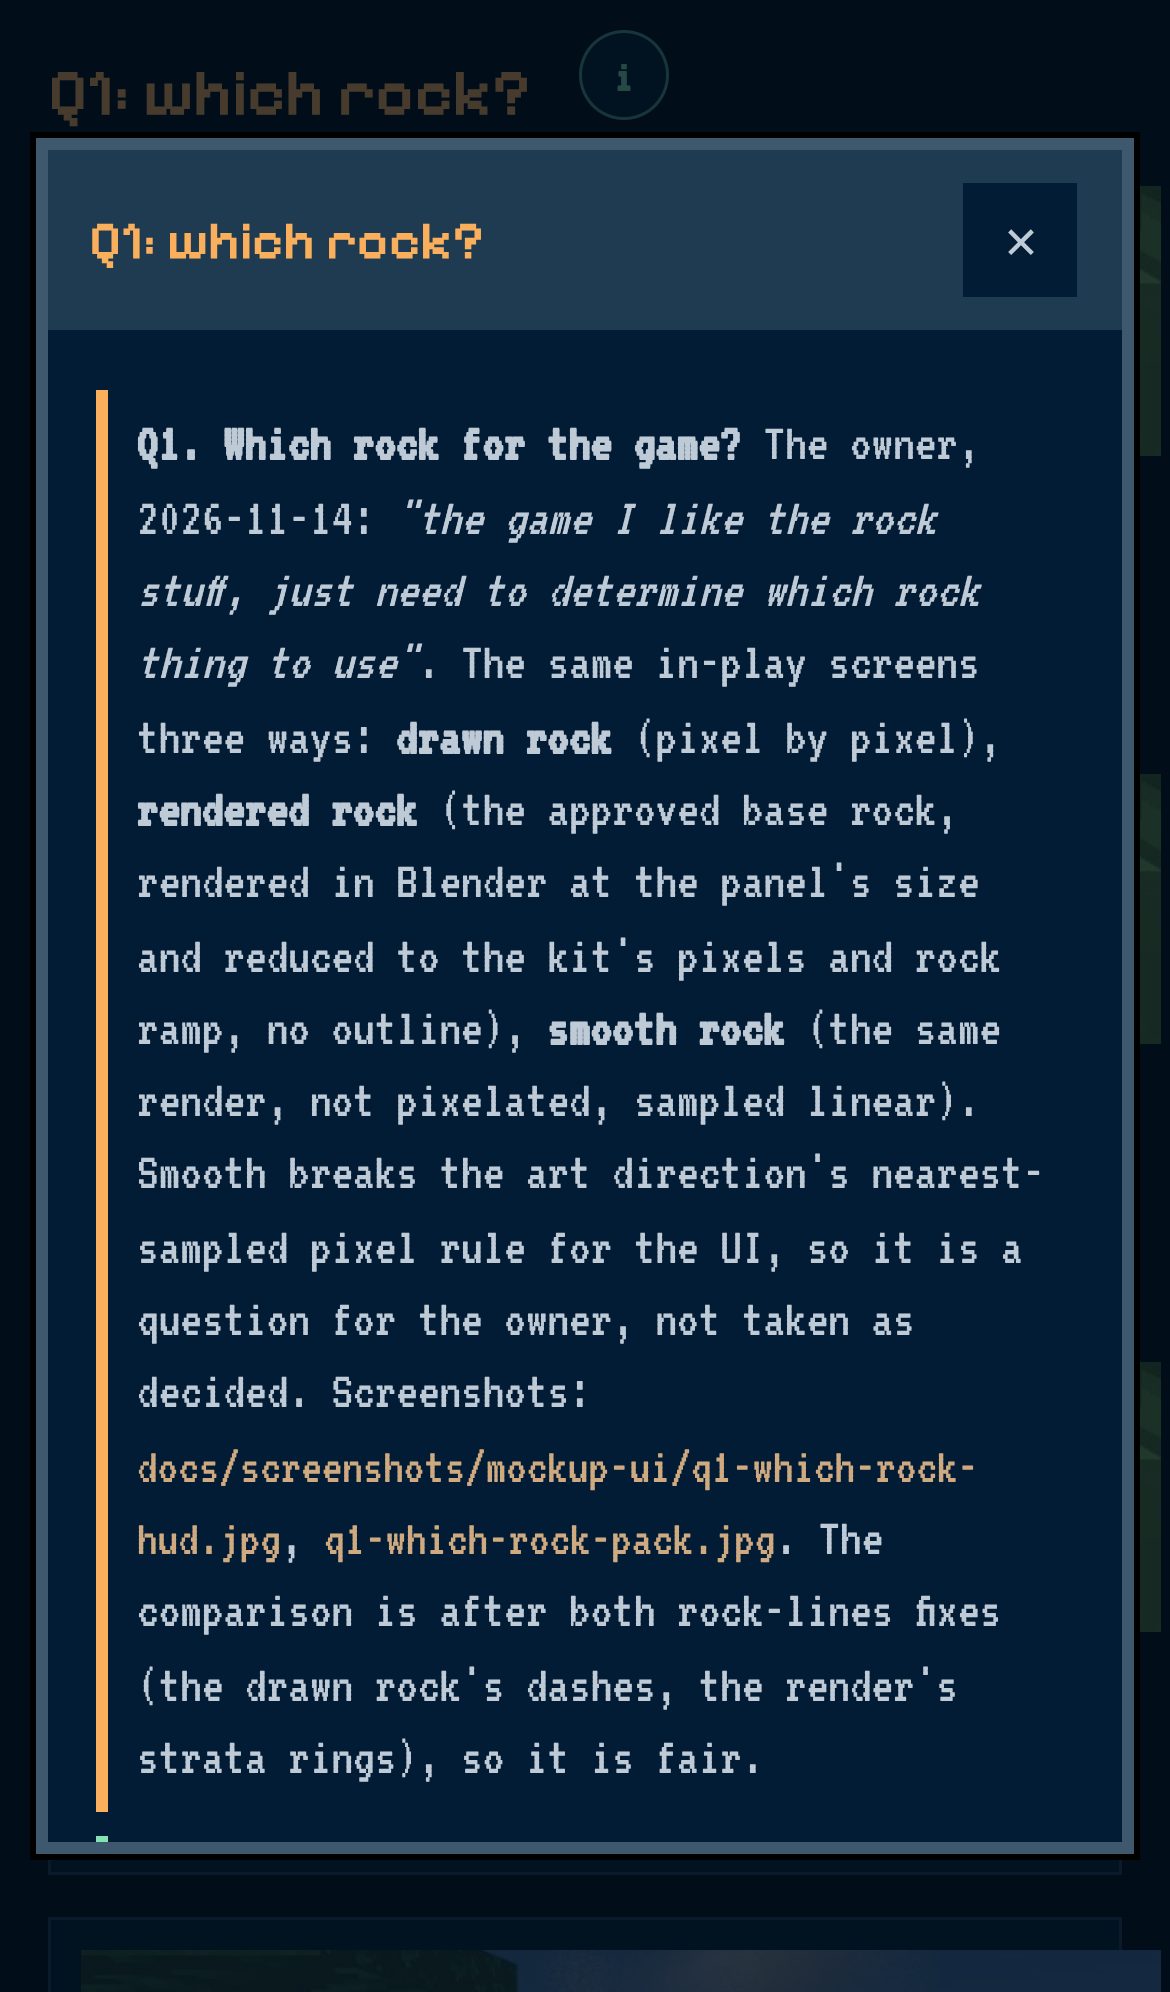 Q1: which rock?
i
Q1: which rock?
×
Q1. Which rock for the game? The owner,
2026-11-14: "the game I like the rock
stuff, just need to determine which rock
thing to use". The same in-play screens
three ways: drawn rock (pixel by pixel),
rendered rock (the approved base rock,
rendered in Blender at the panel's size
and reduced to the kit's pixels and rock
ramp, no outline), smooth rock (the same
render, not pixelated, sampled linear).
Smooth breaks the art direction's nearest-
sampled pixel rule for the UI, so it is a
question for the owner, not taken as
decided. Screenshots:
docs/screenshots/mockup-ui/q1-which-rock-
hud.jpg, q1-which-rock-pack.jpg. The
comparison is after both rock-lines fixes
(the drawn rock's dashes, the render's
strata rings), so it is fair.